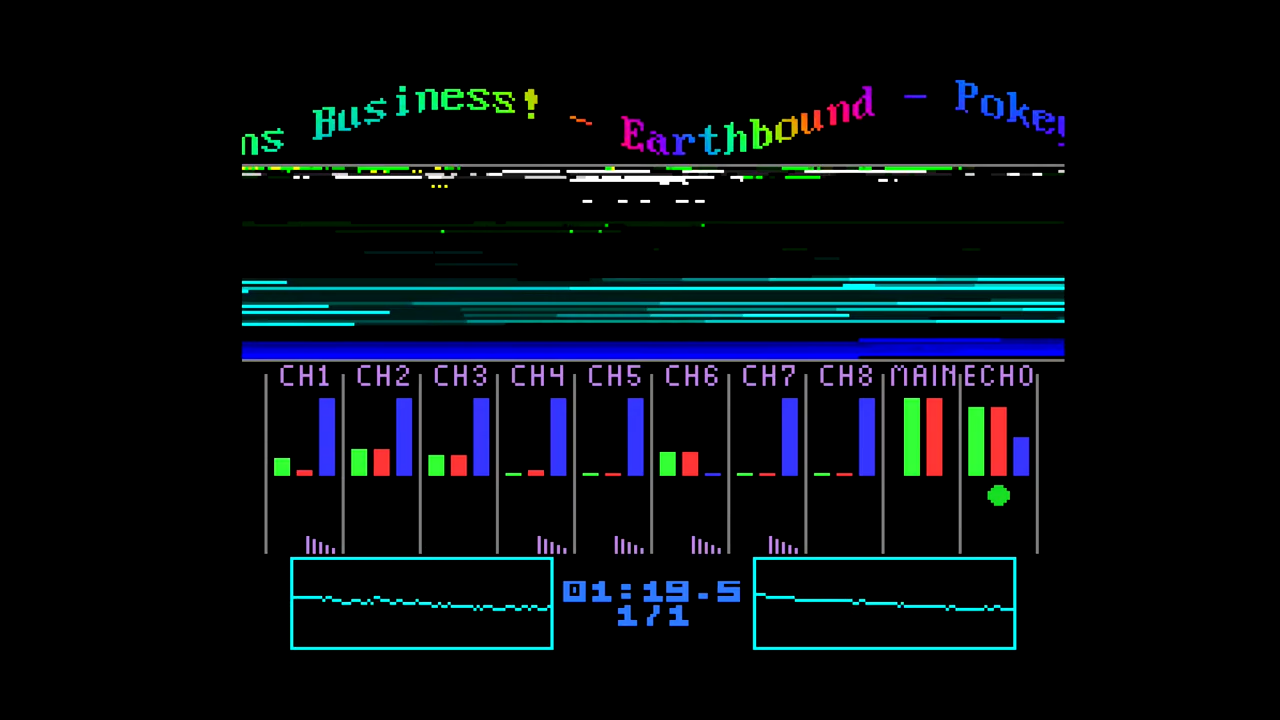 ns Business! ~ Earthbound - Poke
CH1 CH2 CH3 CH4 CH5 CH6 CH7 CH8 MAIN ECHO
01:19.5
1/1